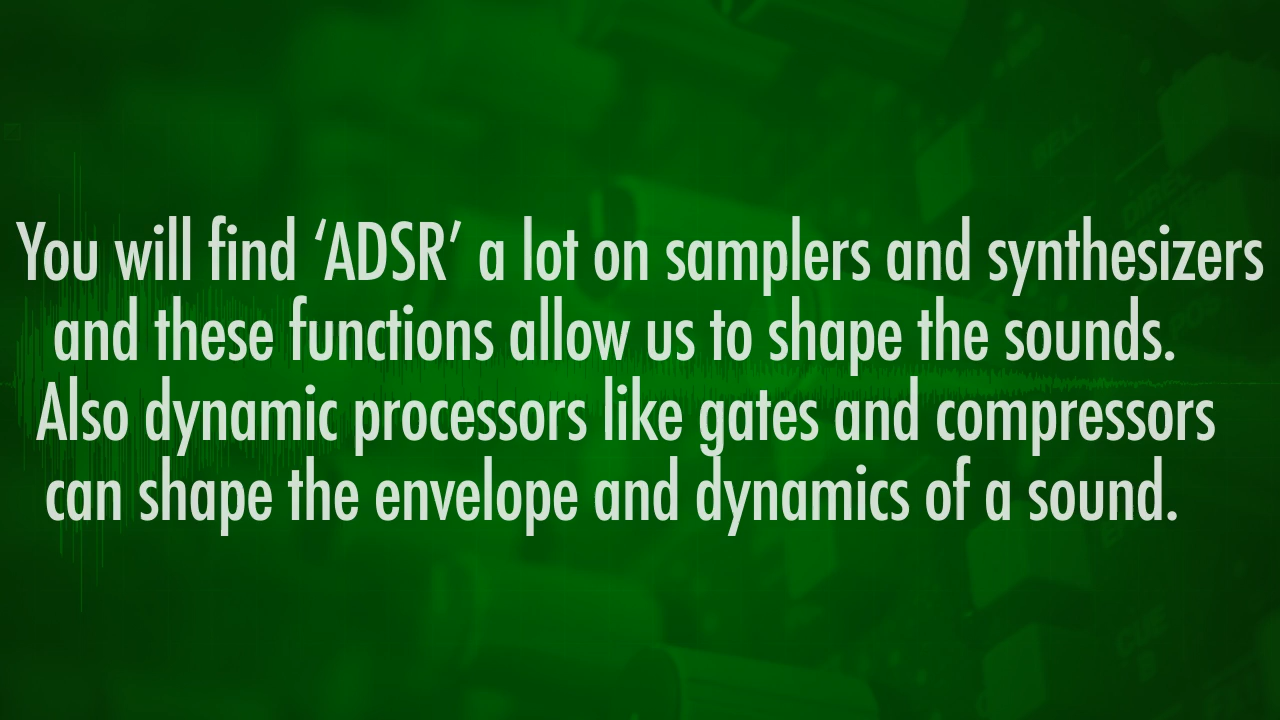 You will find ‘ADSR’ a lot on samplers and synthesizers
and these functions allow us to shape the sounds.
Also dynamic processors like gates and compressors
can shape the envelope and dynamics of a sound.
CUE